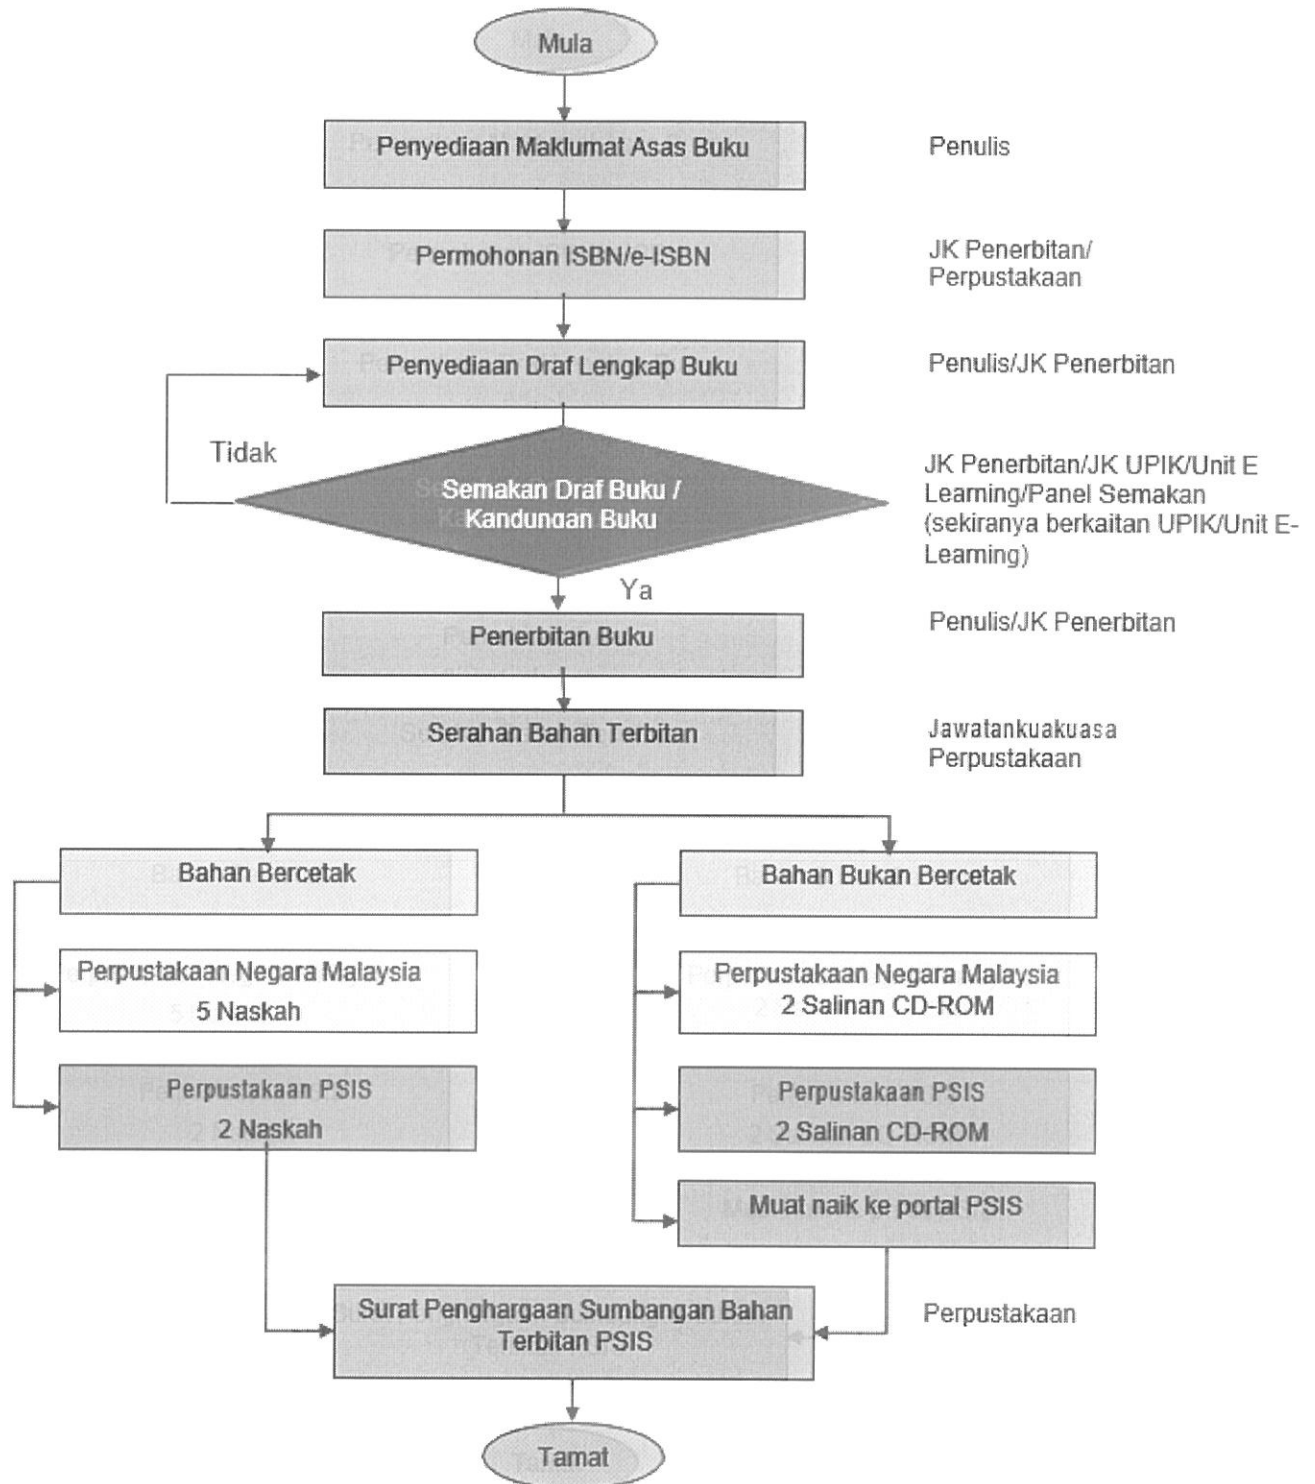 Mula
Penyediaan Maklumat Asas Buku
Penulis
Permohonan ISBN/e-ISBN
JK Penerbitan/
Perpustakaan
Penyediaan Draf Lengkap Buku
Penulis/JK Penerbitan
Tidak
Semakan Draf Buku /
Kandungan Buku
JK Penerbitan/JK UPIK/Unit E
Learning/Panel Semakan
(sekiranya berkaitan UPIK/Unit E-
Learning)
Ya
Penerbitan Buku
Penulis/JK Penerbitan
Serahan Bahan Terbitan
Jawatankuakuasa
Perpustakaan
Bahan Bercetak
Perpustakaan Negara Malaysia
5 Naskah
Perpustakaan PSIS
2 Naskah
Bahan Bukan Bercetak
Perpustakaan Negara Malaysia
2 Salinan CD-ROM
Perpustakaan PSIS
2 Salinan CD-ROM
Muat naik ke portal PSIS
Surat Penghargaan Sumbangan Bahan
Terbitan PSIS
Perpustakaan
Tamat